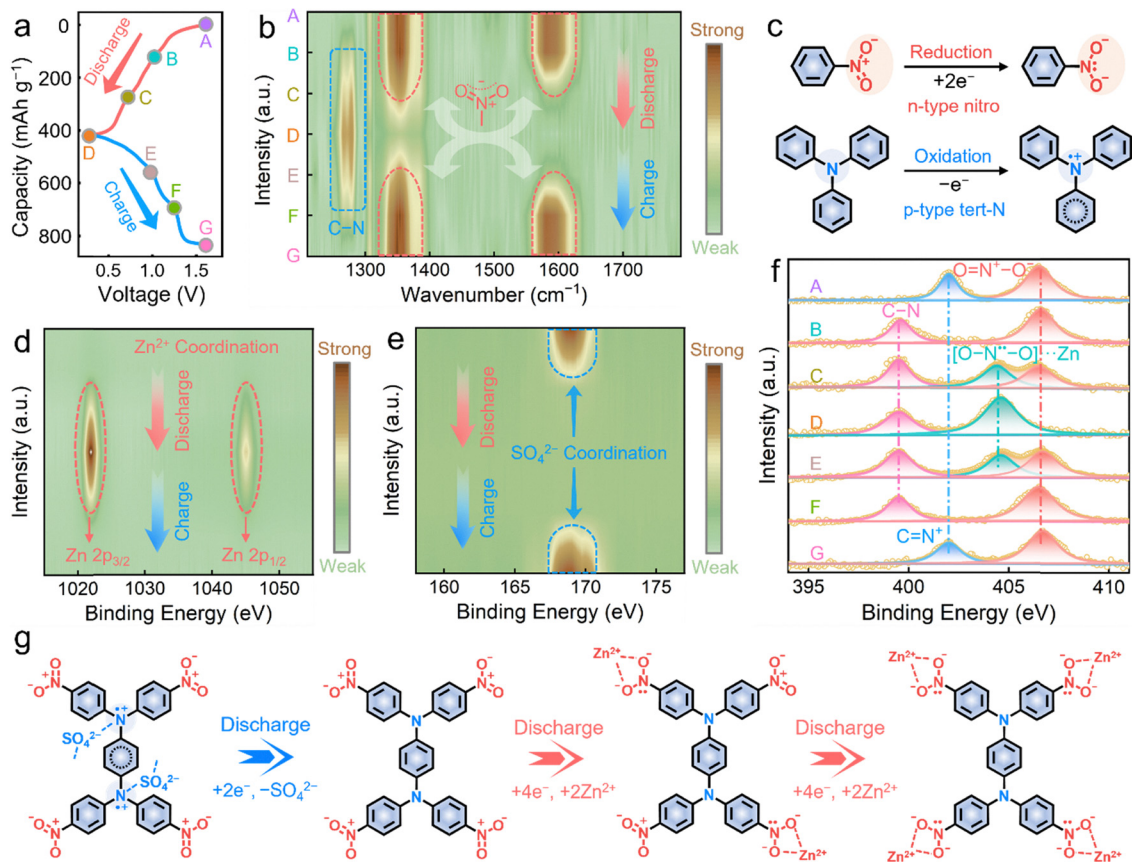 a
0
200
400
600
800
Capacity (mAh g⁻¹)
0.5 1.0 1.5
Voltage (V)
Discharge
Charge
A
B
C
D
E
F
G
b
Intensity (a.u.)
A
B
C
D
E
F
G
C–N
O N⁺ O
Discharge
Charge
Strong
Weak
1300 1400 1500 1600 1700
Wavenumber (cm⁻¹)
c
N⁺ O⁻ O
Reduction
+2e⁻
n-type nitro
N O⁻ O⁻
N
Oxidation
−e⁻
p-type tert-N
N •+
d
Intensity (a.u.)
Zn²⁺ Coordination
Discharge
Charge
Zn 2p3/2
Zn 2p1/2
Strong
Weak
1020 1030 1040 1050
Binding Energy (eV)
e
Intensity (a.u.)
Discharge
SO₄²⁻ Coordination
Charge
Strong
Weak
160 165 170 175
Binding Energy (eV)
f
Intensity (a.u.)
A
O=N⁺–O⁻
B
C–N
C
[O–N••–O]···Zn
D
E
F
G
C=N⁺
395 400 405 410
Binding Energy (eV)
g
SO₄²⁻
SO₄²⁻
Discharge
+2e⁻, −SO₄²⁻
Discharge
+4e⁻, +2Zn²⁺
Zn²⁺
Zn²⁺
Discharge
+4e⁻, +2Zn²⁺
Zn²⁺
Zn²⁺
Zn²⁺
Zn²⁺